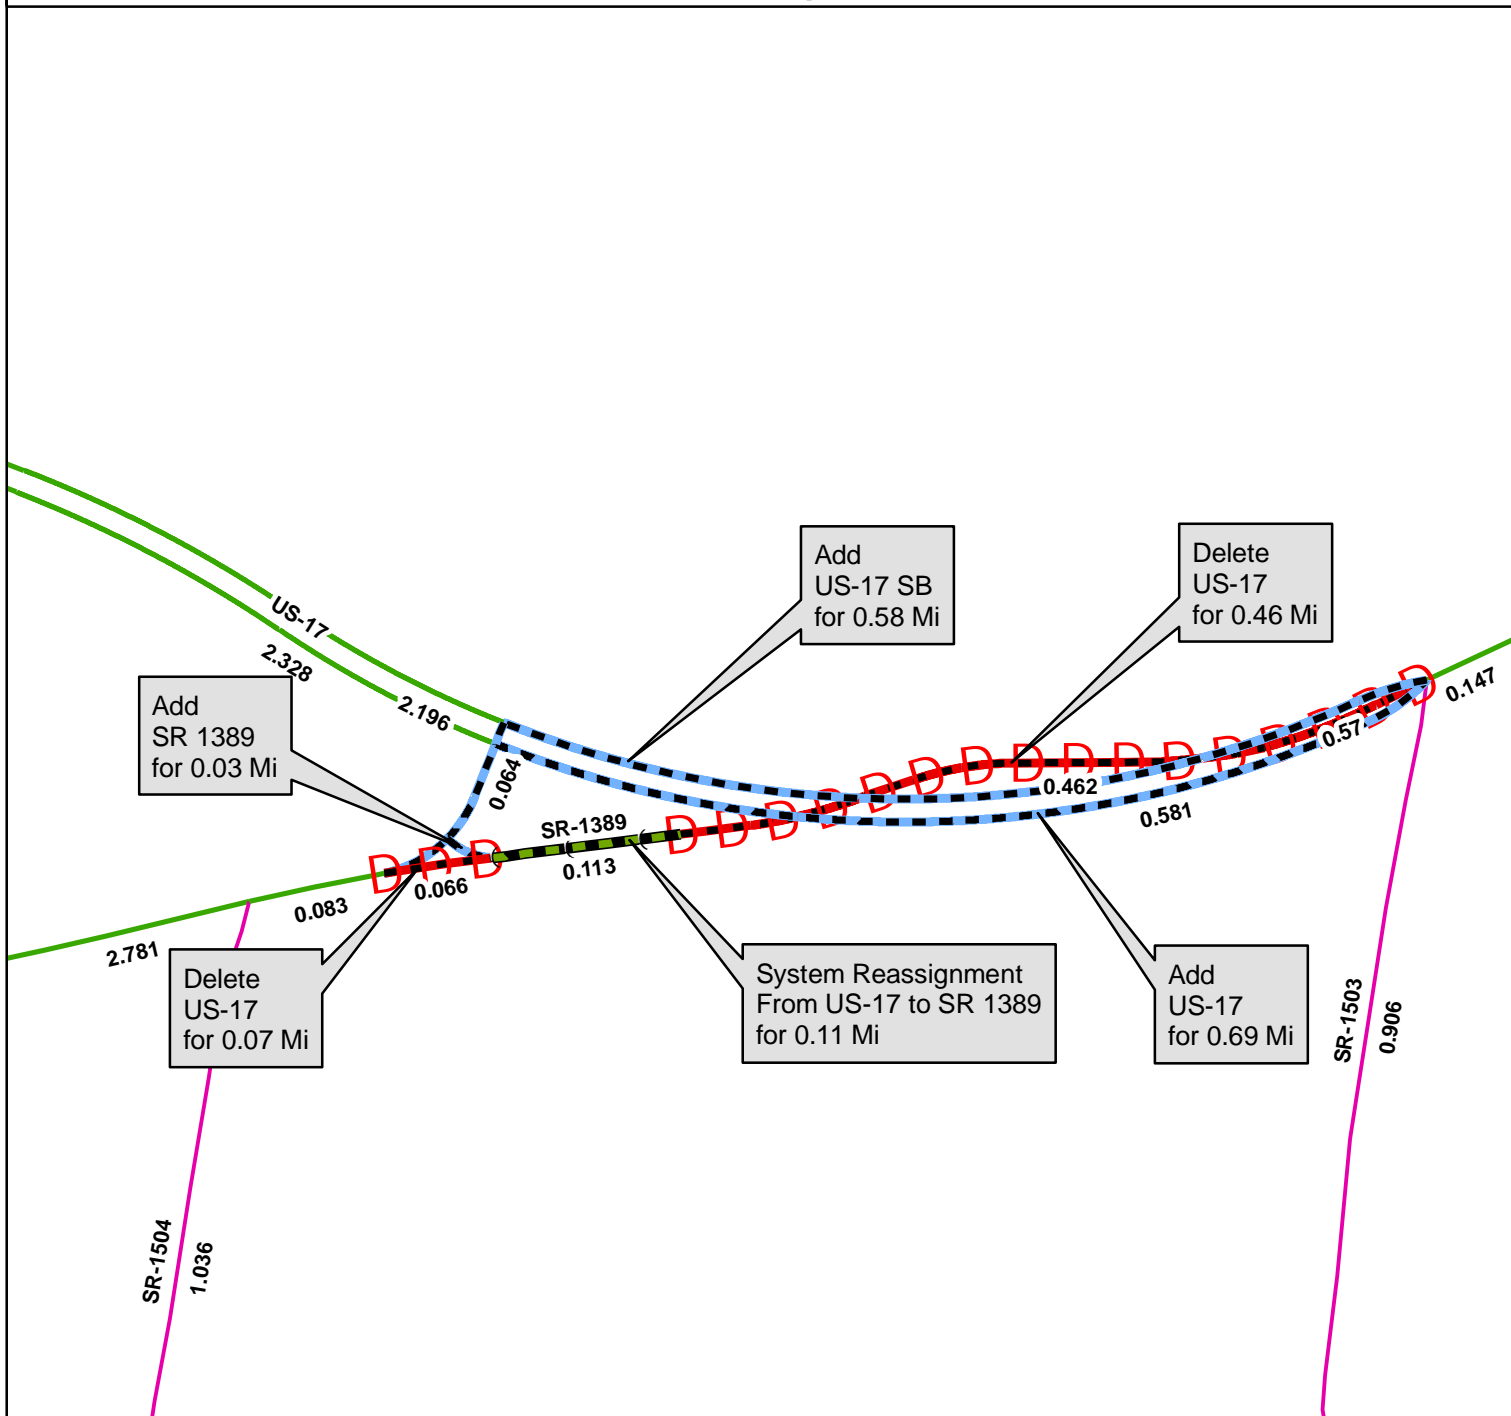 Add
US-17 SB
for 0.58 Mi
Delete
US-17
for 0.46 Mi
US-17
2.328
2.196
Add
SR 1389
for 0.03 Mi
0.064
0.147
0.57
0.462
0.581
SR-1389
0.113
D D D D D D D D D D D D D D D D D D
0.066
0.083
2.781
Delete
US-17
for 0.07 Mi
System Reassignment
From US-17 to SR 1389
for 0.11 Mi
Add
US-17
for 0.69 Mi
SR-1503
0.906
SR-1504
1.036